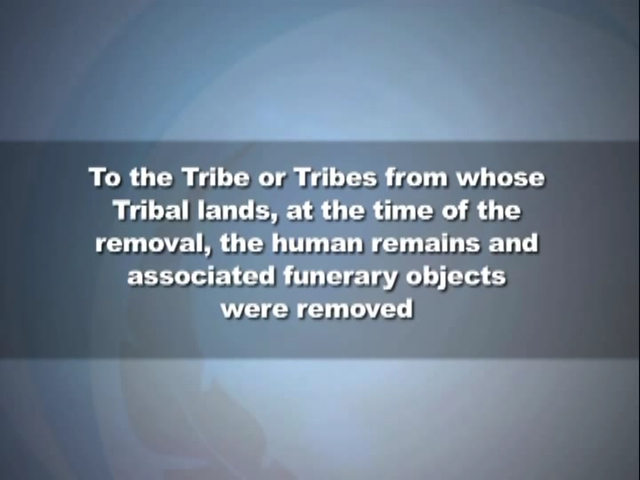 To the Tribe or Tribes from whose
Tribal lands, at the time of the
removal, the human remains and
associated funerary objects
were removed